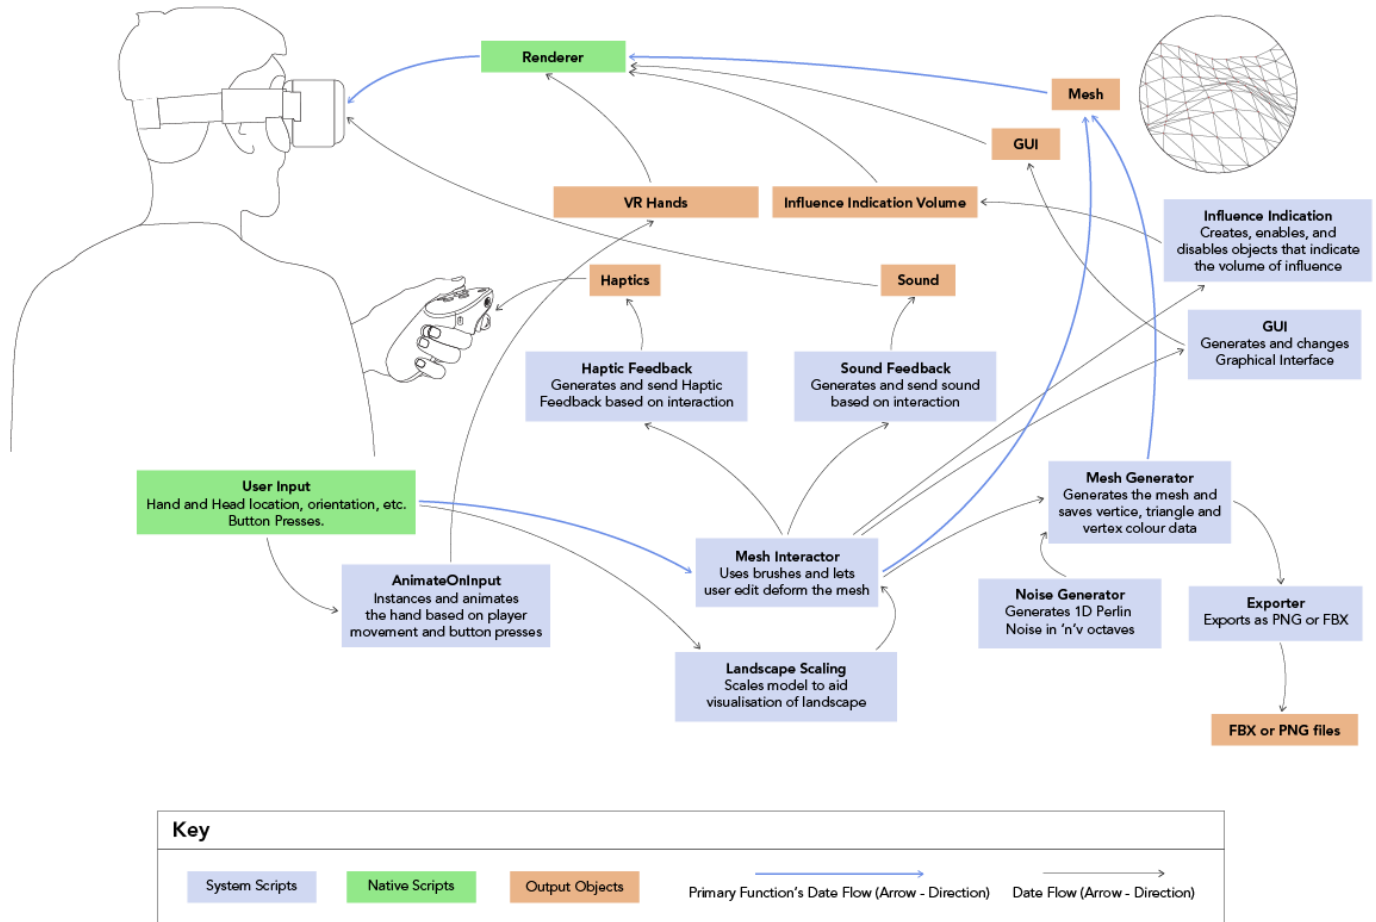 Renderer
Mesh
GUI
VR Hands
Influence Indication Volume
Influence Indication
Creates, enables, and
disables objects that indicate
the volume of influence
Haptics
Sound
GUI
Generates and changes
Graphical Interface
Haptic Feedback
Generates and send Haptic
Feedback based on interaction
Sound Feedback
Generates and send sound
based on interaction
User Input
Hand and Head location, orientation, etc.
Button Presses.
Mesh Generator
Generates the mesh and
saves vertice, triangle and
vertex colour data
Mesh Interactor
Uses brushes and lets
user edit deform the mesh
AnimateOnInput
Instances and animates
the hand based on player
movement and button presses
Noise Generator
Generates 1D Perlin
Noise in ‘n’v octaves
Exporter
Exports as PNG or FBX
Landscape Scaling
Scales model to aid
visualisation of landscape
FBX or PNG files
Key
System Scripts
Native Scripts
Output Objects
Primary Function’s Date Flow (Arrow - Direction)
Date Flow (Arrow - Direction)